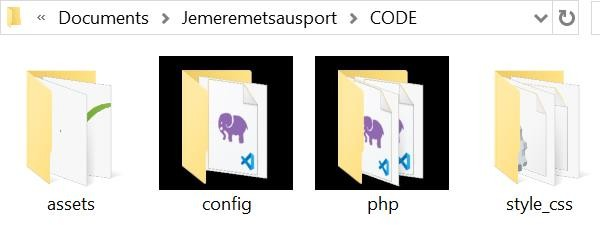 « Documents > Jemeremetsausport > CODE
assets
config
php
style_css